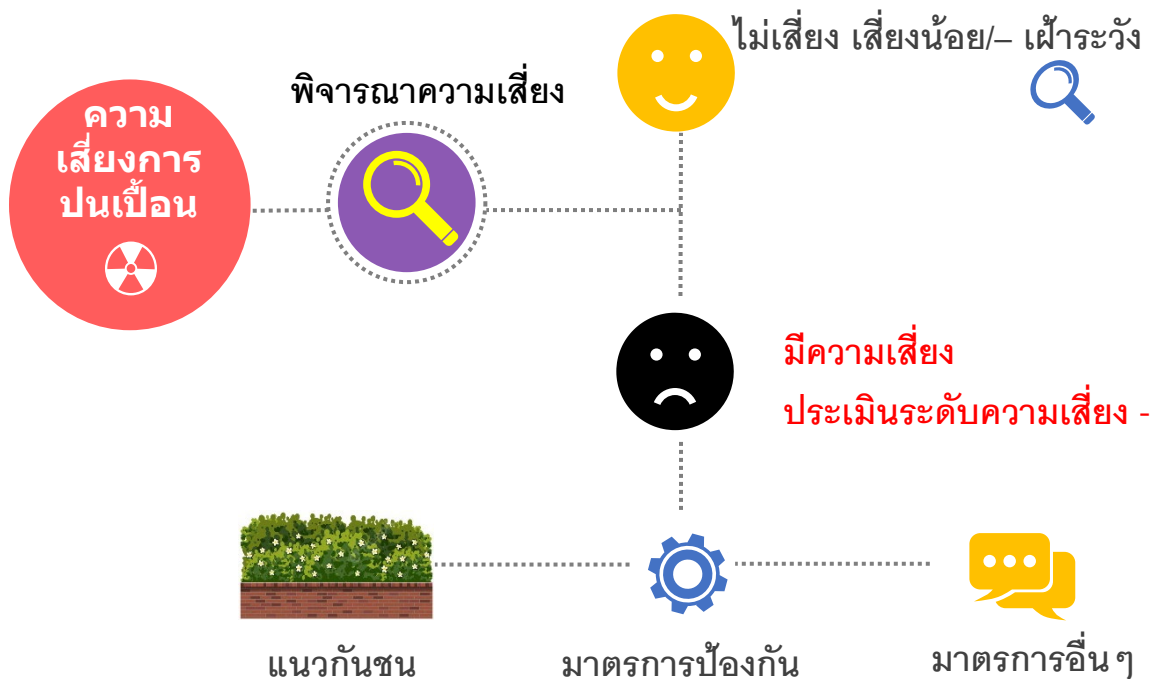 ความ
เสี่ยงการ
ปนเปื้อน
พิจารณาความเสี่ยง
ไม่เสี่ยง เสี่ยงน้อย/– เฝ้าระวัง
มีความเสี่ยง
ประเมินระดับความเสี่ยง -
แนวกันชน
มาตรการป้องกัน
มาตรการอื่นๆ